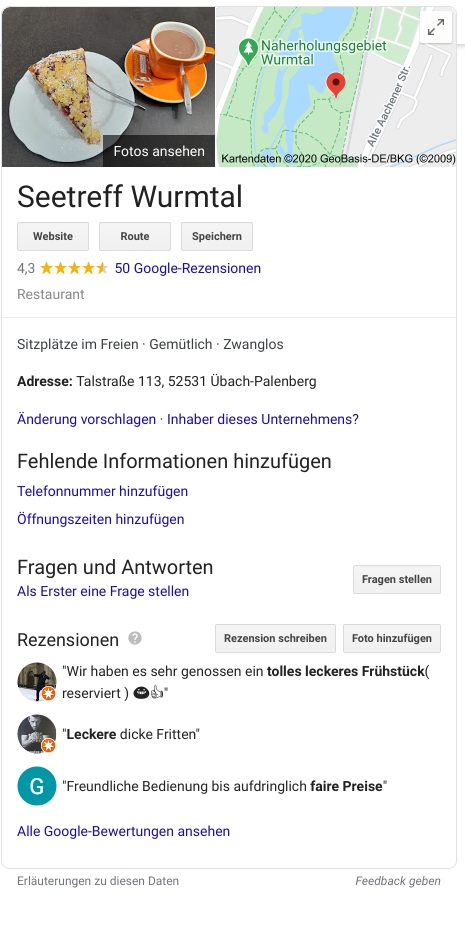 Fotos ansehen
Naherholungsgebiet
Wurmtal
Alte Aachener Str.
Kartendaten ©2020 GeoBasis-DE/BKG (©2009)
Seetreff Wurmtal
Website Route Speichern
4,3 50 Google-Rezensionen
Restaurant
Sitzplätze im Freien · Gemütlich · Zwanglos
Adresse: Talstraße 113, 52531 Übach-Palenberg
Änderung vorschlagen · Inhaber dieses Unternehmens?
Fehlende Informationen hinzufügen
Telefonnummer hinzufügen
Öffnungszeiten hinzufügen
Fragen und Antworten
Fragen stellen
Als Erster eine Frage stellen
Rezensionen ? Rezension schreiben Foto hinzufügen
"Wir haben es sehr genossen ein tolles leckeres Frühstück(
reserviert ) 🍩👍"
"Leckere dicke Fritten"
G "Freundliche Bedienung bis aufdringlich faire Preise"
Alle Google-Bewertungen ansehen
Erläuterungen zu diesen Daten Feedback geben